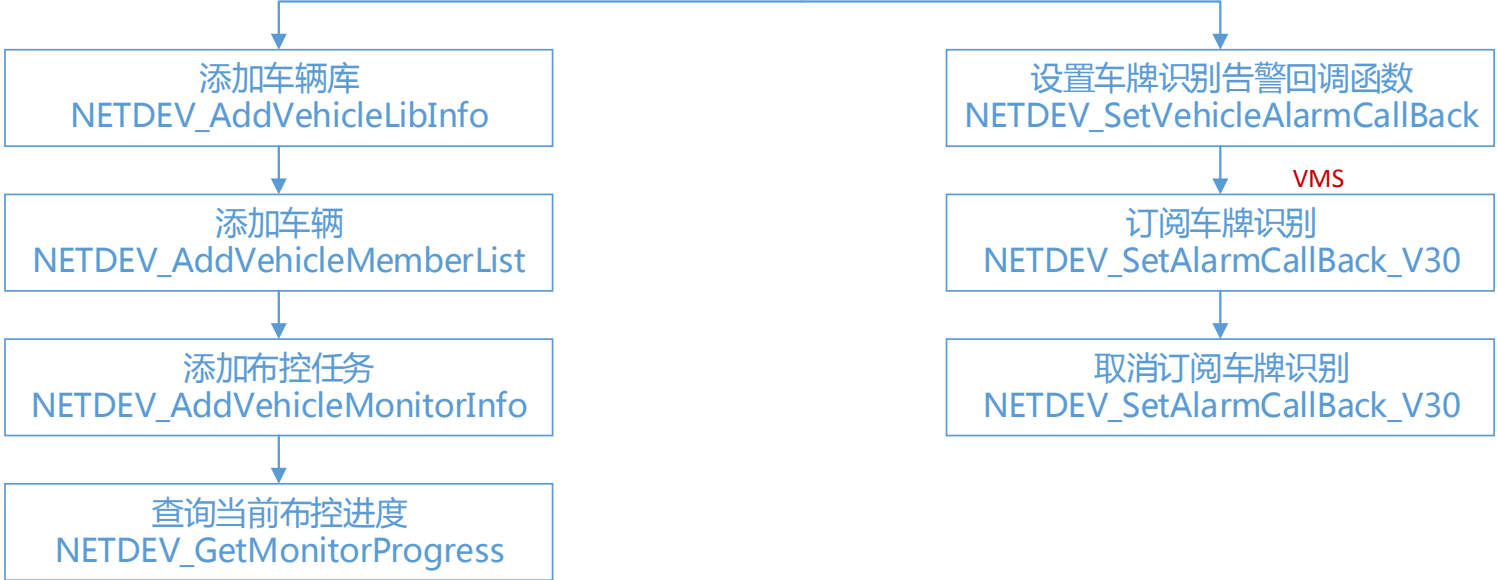 添加车辆库
NETDEV_AddVehicleLibInfo
添加车辆
NETDEV_AddVehicleMemberList
添加布控任务
NETDEV_AddVehicleMonitorInfo
查询当前布控进度
NETDEV_GetMonitorProgress
设置车牌识别告警回调函数
NETDEV_SetVehicleAlarmCallBack
VMS
订阅车牌识别
NETDEV_SetAlarmCallBack_V30
取消订阅车牌识别
NETDEV_SetAlarmCallBack_V30